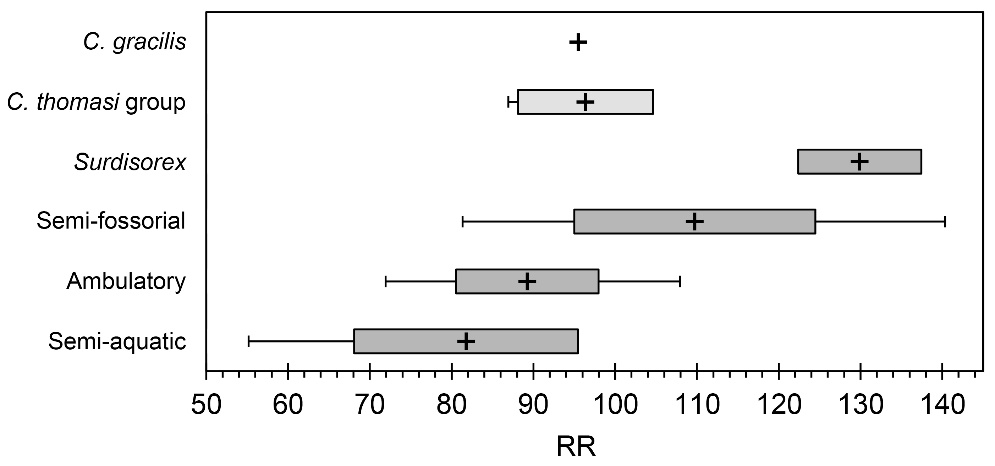 C. gracilis
C. thomasi group
Surdisorex
Semi-fossorial
Ambulatory
Semi-aquatic
50 60 70 80 90 100 110 120 130 140
RR